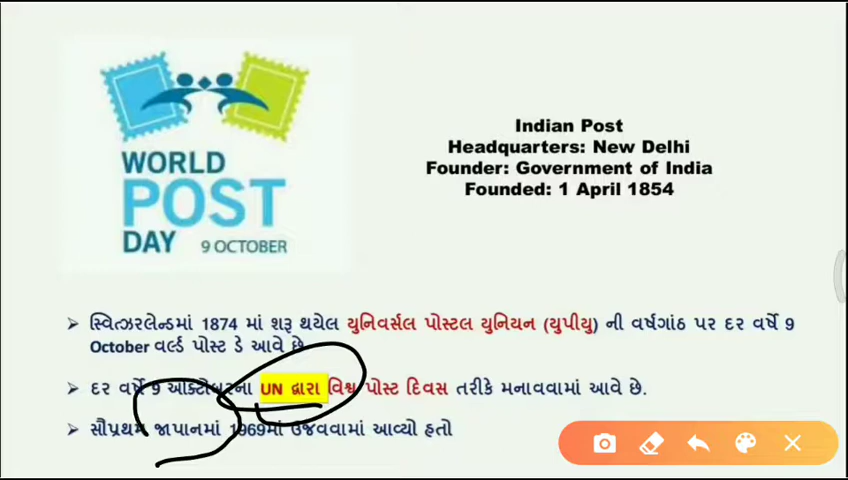 WORLD
POST
DAY 9 OCTOBER
Indian Post
Headquarters: New Delhi
Founder: Government of India
Founded: 1 April 1854
➢ સ્વિત્ઝરલેન્ડમાં 1874 માં શરૂ થયેલ યુનિવર્સલ પોસ્ટલ યુનિયન (યુપીયુ) ની વર્ષગાંઠ પર દર વર્ષે 9
October વર્લ્ડ પોસ્ટ ડે આવે છે.
➢ દર વર્ષે 9 ઓક્ટોબરના UN દ્વારા વિશ્વ પોસ્ટ દિવસ તરીકે મનાવવામાં આવે છે.
➢ સૌપ્રથમ જાપાનમાં 1969માં ઉજવવામાં આવ્યો હતો